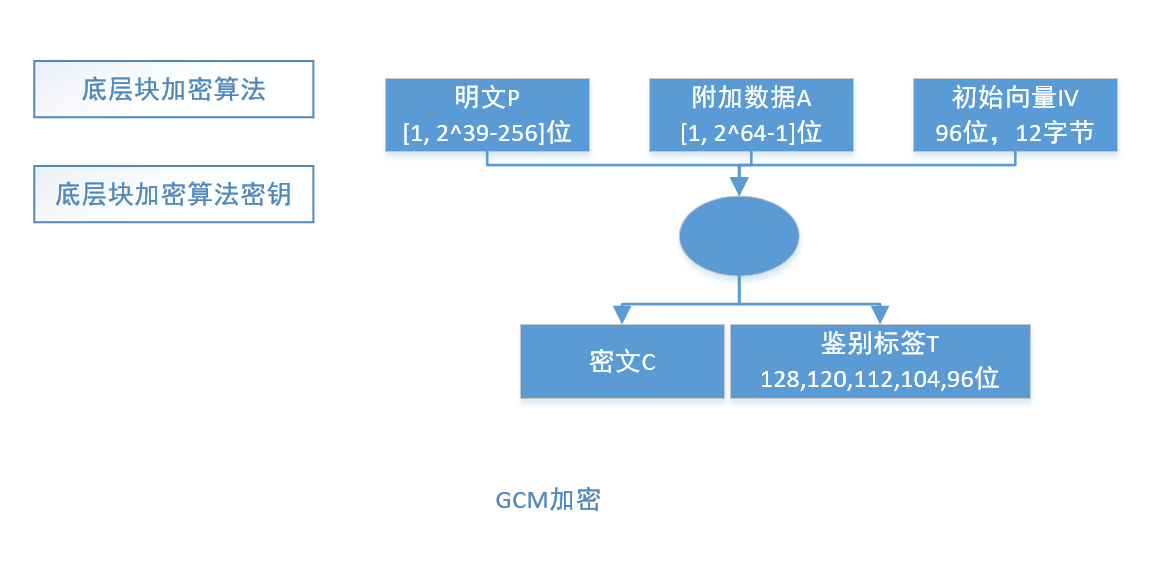 底层块加密算法
底层块加密算法密钥
明文P
[1, 2^39-256]位
附加数据A
[1, 2^64-1]位
初始向量IV
96位，12字节
密文C
鉴别标签T
128,120,112,104,96位
GCM加密